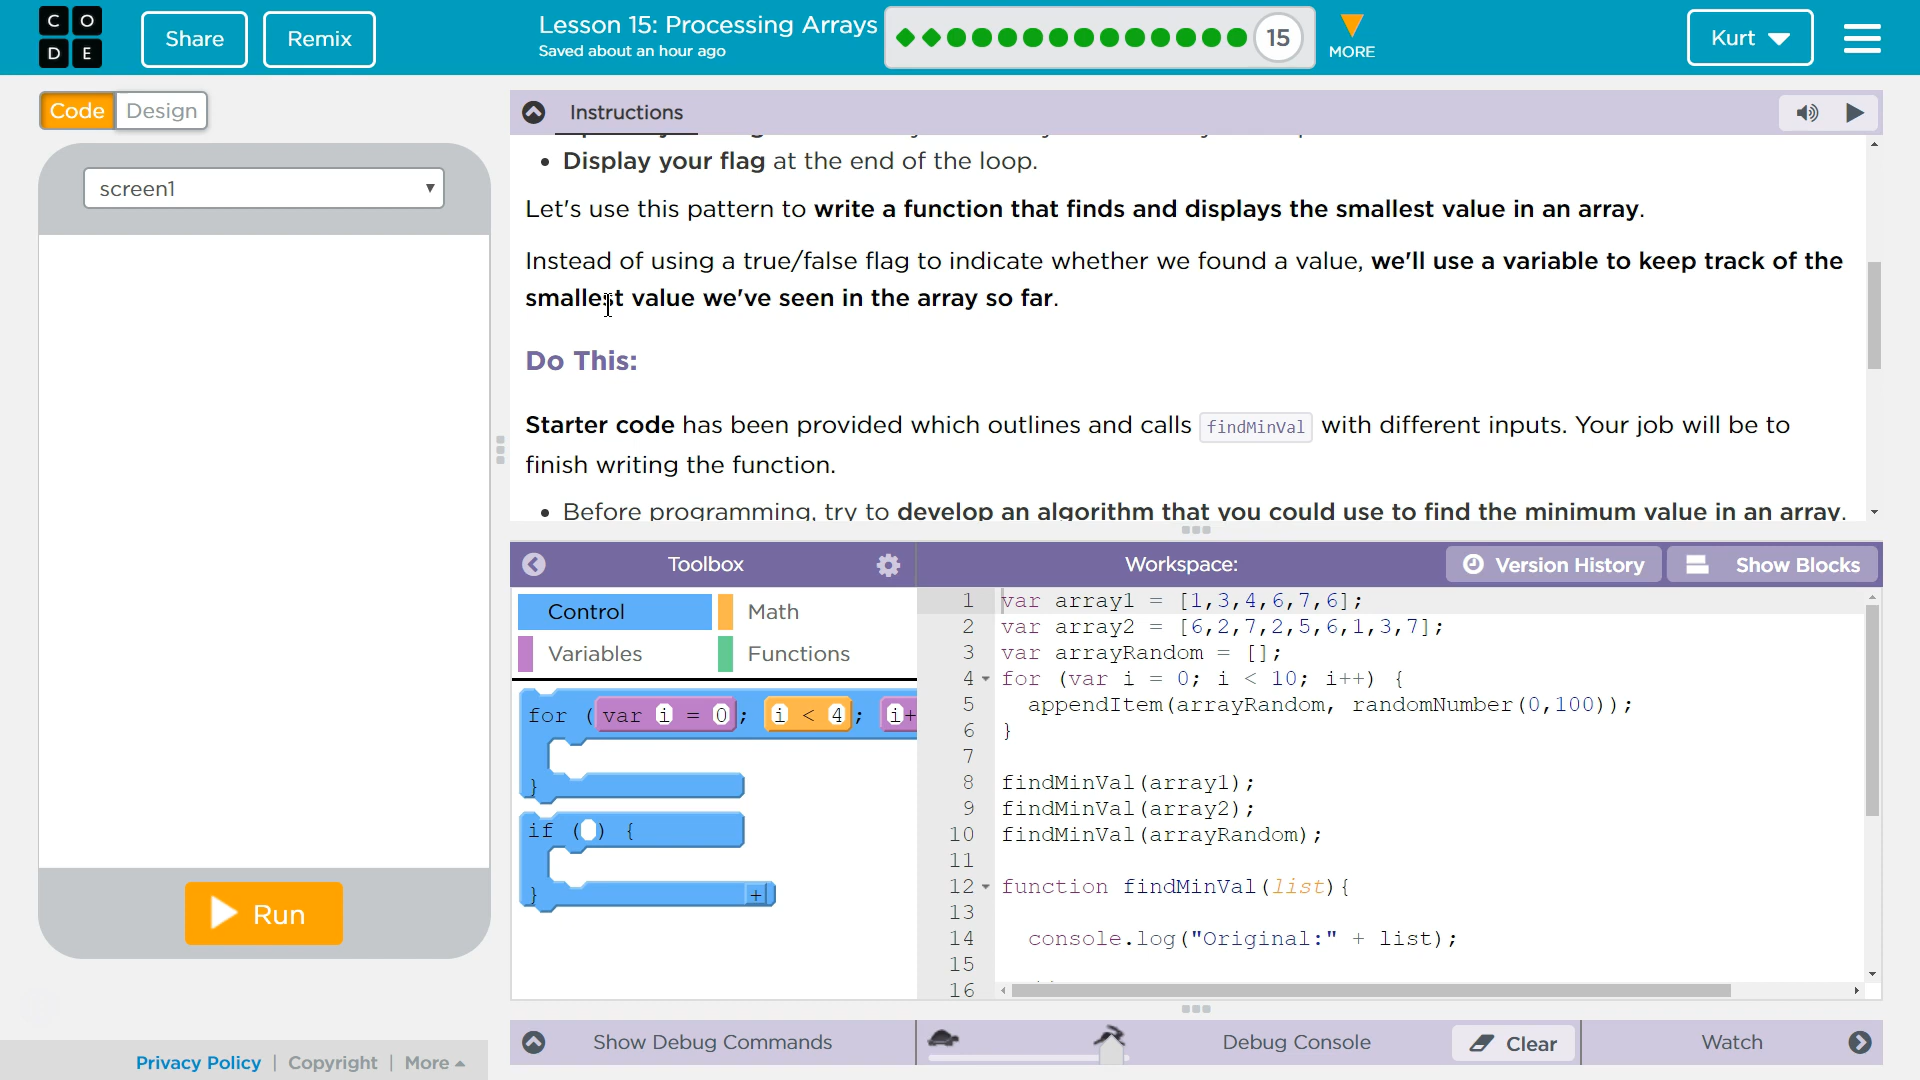 C O
D E
Share
Remix
Lesson 15: Processing Arrays
Saved about an hour ago
15
MORE
Kurt
Code
Design
screen1
Instructions
• Display your flag at the end of the loop.
Let's use this pattern to write a function that finds and displays the smallest value in an array.
Instead of using a true/false flag to indicate whether we found a value, we'll use a variable to keep track of the
smallest value we've seen in the array so far.
Do This:
Starter code has been provided which outlines and calls findMinVal with different inputs. Your job will be to
finish writing the function.
• Before programming, try to develop an algorithm that you could use to find the minimum value in an array.
Toolbox
Workspace:
Version History
Show Blocks
Control
Math
Variables
Functions
for ( var i = 0 ; i < 4 ; i+
}
if ( ) {
}
+
1 var array1 = [1,3,4,6,7,6];
2 var array2 = [6,2,7,2,5,6,1,3,7];
3 var arrayRandom = [];
4 for (var i = 0; i < 10; i++) {
5 appendItem(arrayRandom, randomNumber(0,100));
6 }
7
8 findMinVal(array1);
9 findMinVal(array2);
10 findMinVal(arrayRandom);
11
12 function findMinVal(list){
13
14 console.log("Original:" + list);
15
16
Run
Show Debug Commands
Debug Console
Clear
Watch
Privacy Policy | Copyright | More